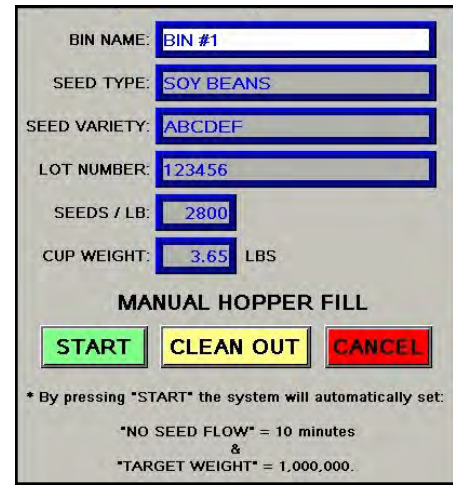 BIN NAME: BIN #1
SEED TYPE: SOY BEANS
SEED VARIETY: ABCDEF
LOT NUMBER: 123456
SEEDS / LB: 2800
CUP WEIGHT: 3.65 LBS
MANUAL HOPPER FILL
START CLEAN OUT CANCEL
* By pressing "START" the system will automatically set:
"NO SEED FLOW" = 10 minutes
&
"TARGET WEIGHT" = 1,000,000.